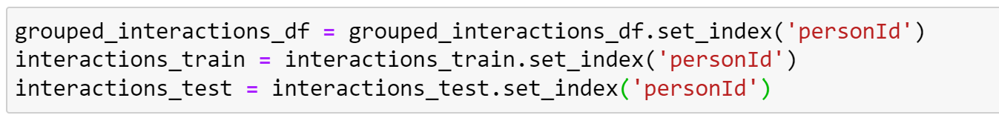 grouped_interactions_df = grouped_interactions_df.set_index('personId')
interactions_train = interactions_train.set_index('personId')
interactions_test = interactions_test.set_index('personId')